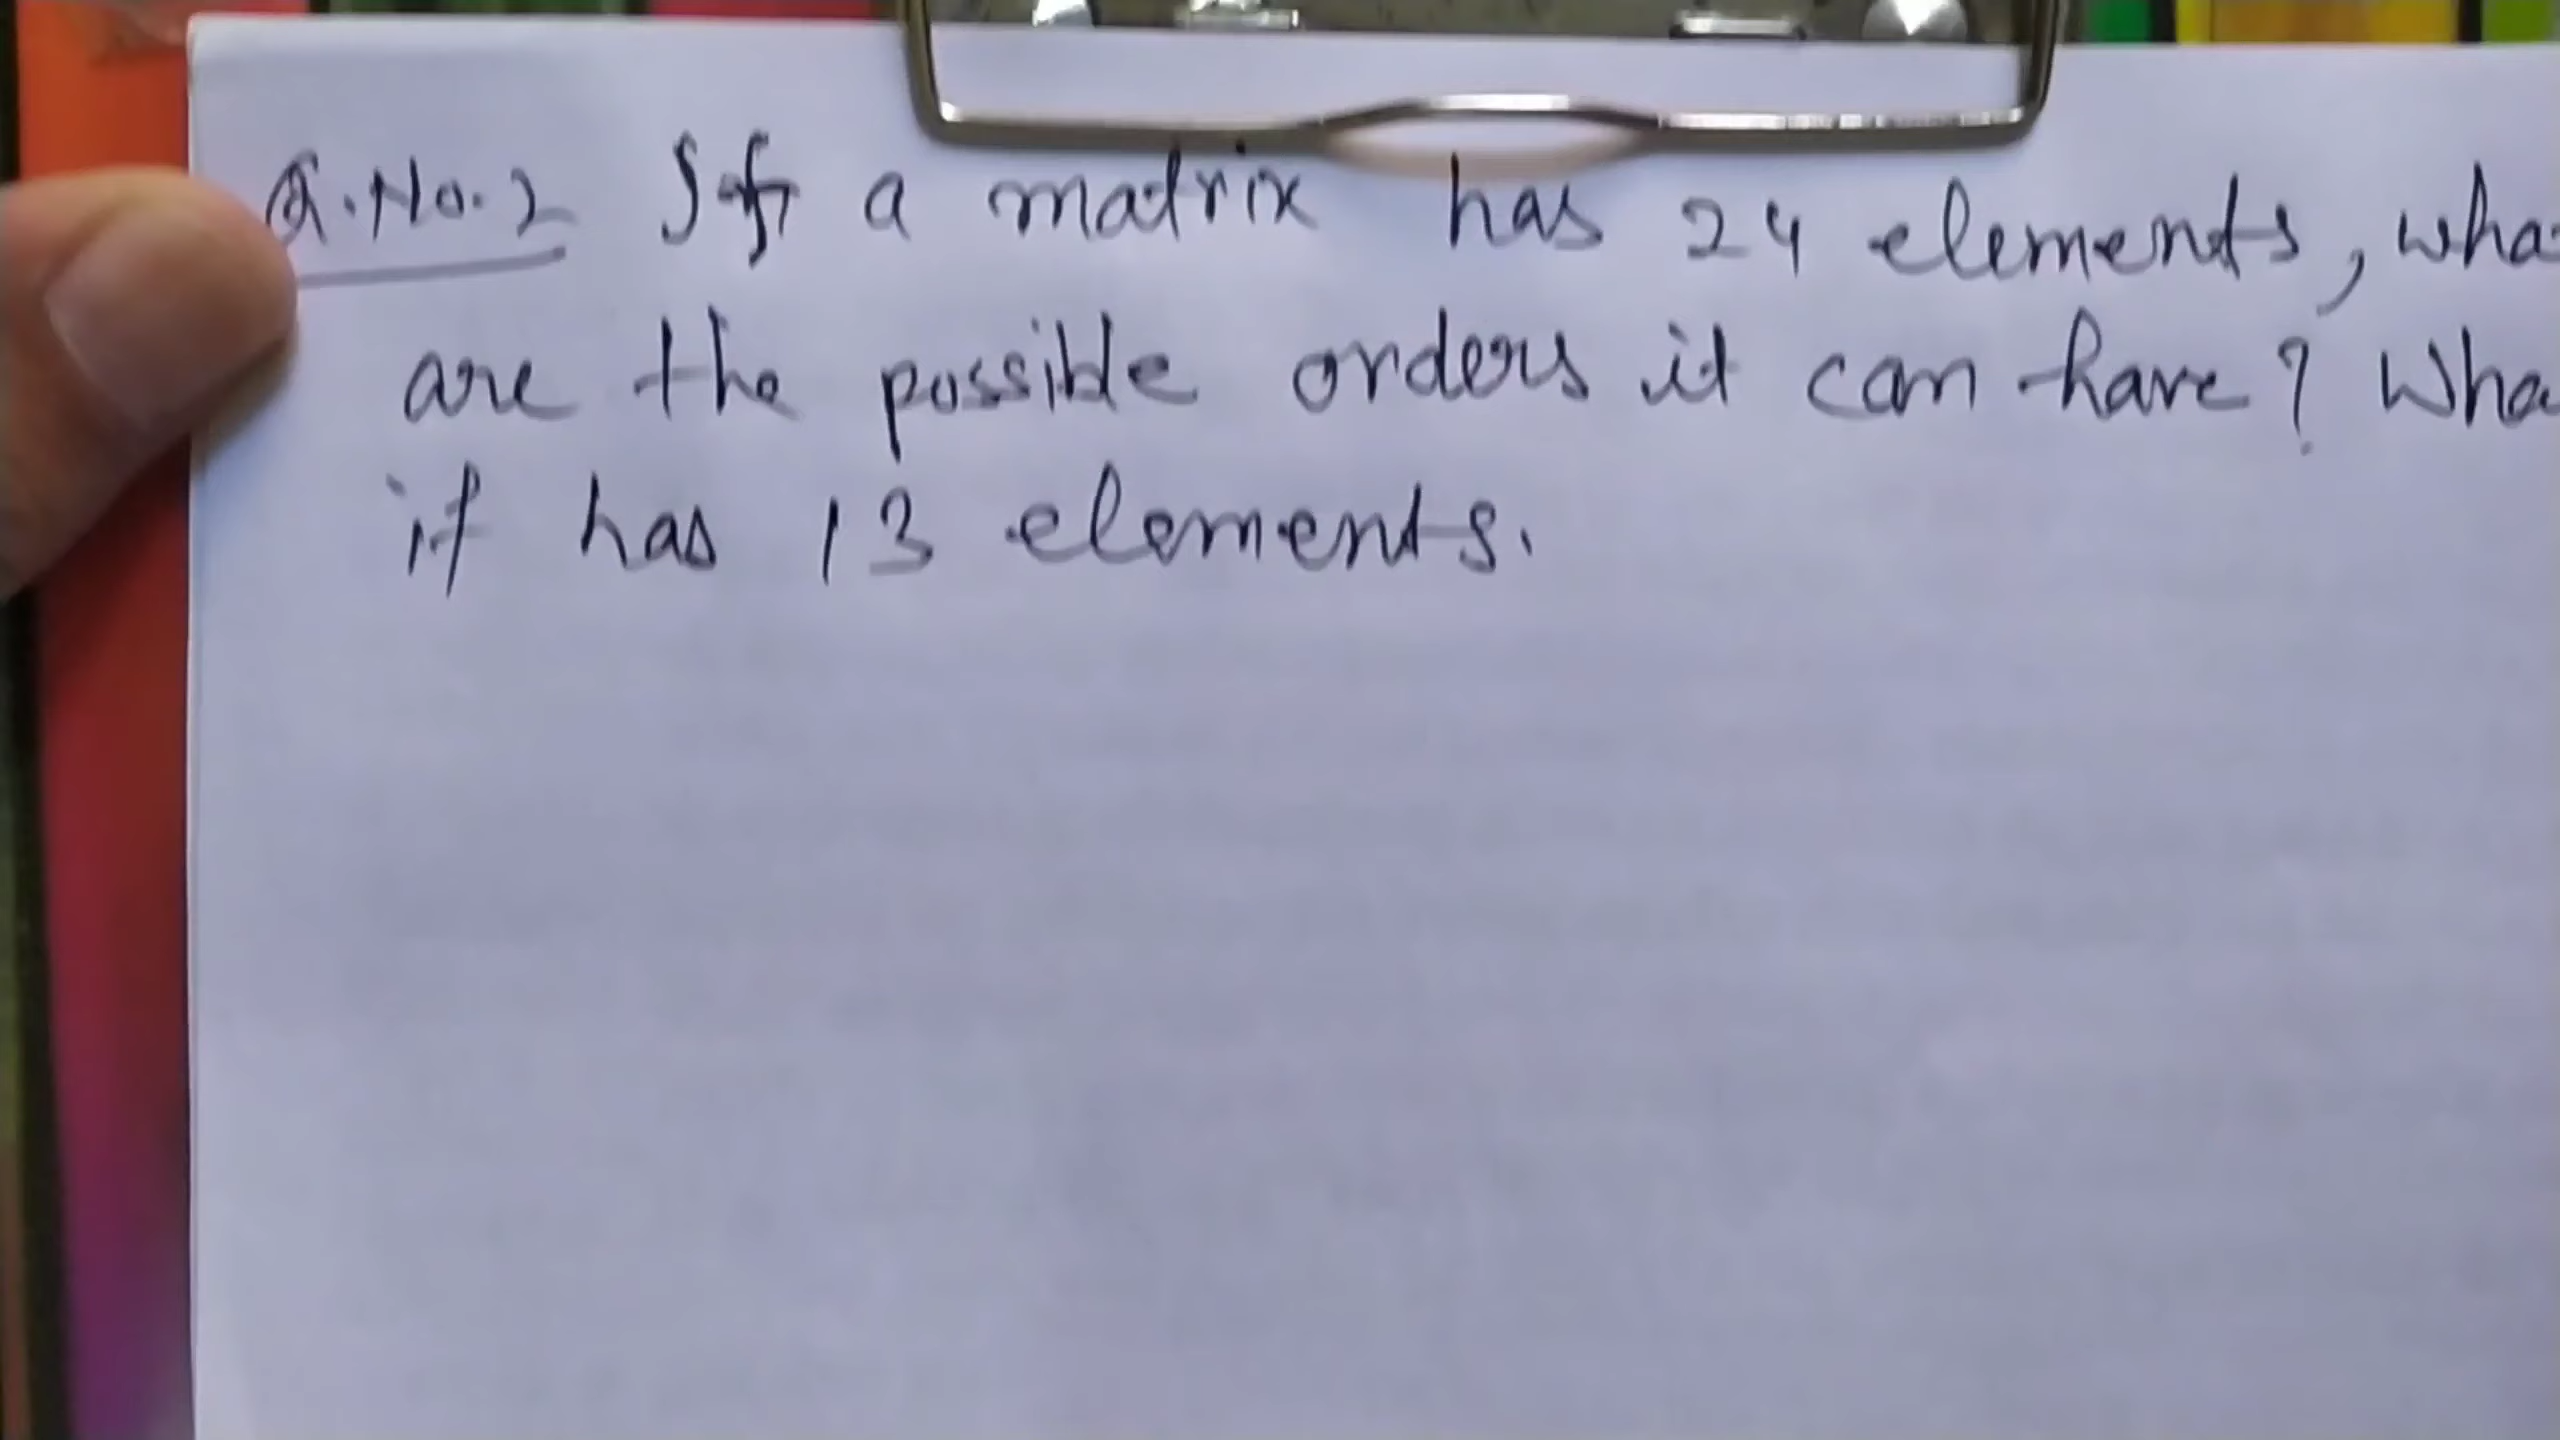 Q.No.2 If a matrix has 24 elements, wha
are the possible orders it can have? Wha
if has 13 elements.